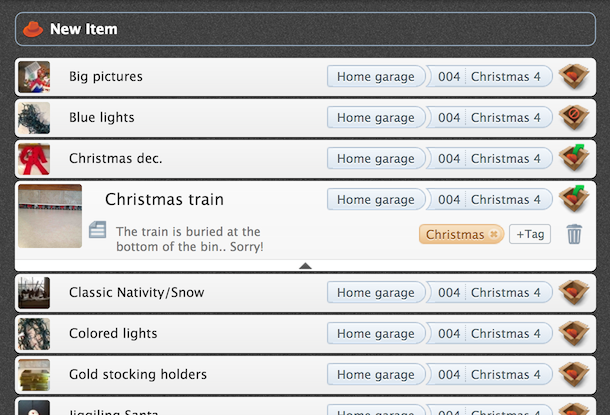 New Item
Big pictures Home garage 004 Christmas 4
Blue lights Home garage 004 Christmas 4
Christmas dec. Home garage 004 Christmas 4
Christmas train Home garage 004 Christmas 4
The train is buried at the Christmas +Tag
bottom of the bin.. Sorry!
Classic Nativity/Snow Home garage 004 Christmas 4
Colored lights Home garage 004 Christmas 4
Gold stocking holders Home garage 004 Christmas 4
Jiggiling Santa Home garage 004 Christmas 4